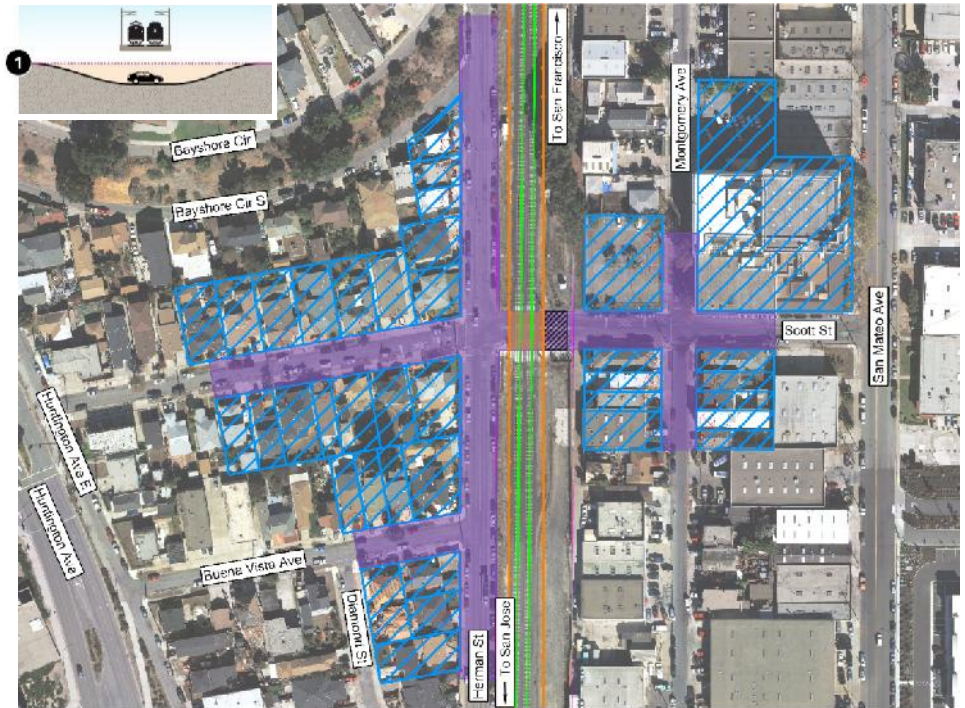 1
Bayshore Cir
Bayshore Cir S
To San Francisco
Montgomery Ave
Scott St
San Mateo Ave
Huntington Ave E
Huntington Ave
Buena Vista Ave
Diamond St
Herman St
To San Jose